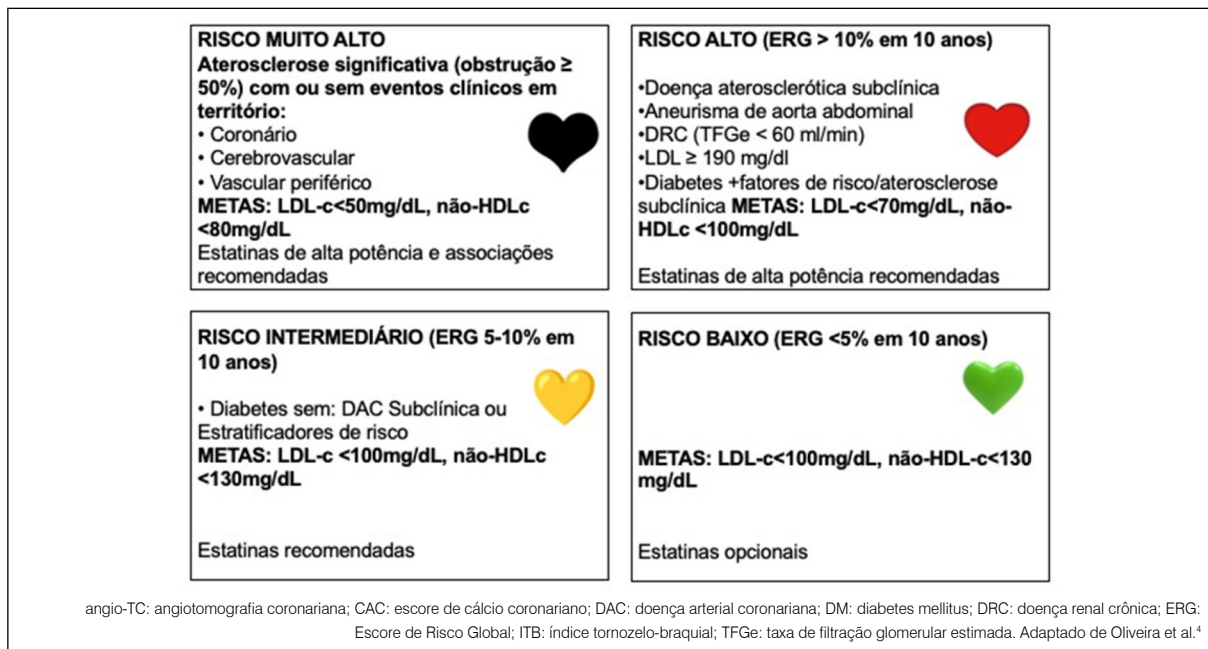 RISCO MUITO ALTO
Aterosclerose significativa (obstrução ≥
50%) com ou sem eventos clínicos em
território:
• Coronário
• Cerebrovascular
• Vascular periférico
METAS: LDL-c<50mg/dL, não-HDLc
<80mg/dL
Estatinas de alta potência e associações
recomendadas
RISCO ALTO (ERG > 10% em 10 anos)
•Doença aterosclerótica subclínica
•Aneurisma de aorta abdominal
•DRC (TFGe < 60 ml/min)
•LDL ≥ 190 mg/dl
•Diabetes +fatores de risco/aterosclerose
subclínica METAS: LDL-c<70mg/dL, não-
HDLc <100mg/dL
Estatinas de alta potência recomendadas
RISCO INTERMEDIÁRIO (ERG 5-10% em
10 anos)
• Diabetes sem: DAC Subclínica ou
Estratificadores de risco
METAS: LDL-c <100mg/dL, não-HDLc
<130mg/dL
Estatinas recomendadas
RISCO BAIXO (ERG <5% em 10 anos)
METAS: LDL-c<100mg/dL, não-HDL-c<130
mg/dL
Estatinas opcionais
angio-TC: angiotomografia coronariana; CAC: escore de cálcio coronariano; DAC: doença arterial coronariana; DM: diabetes mellitus; DRC: doença renal crônica; ERG:
Escore de Risco Global; ITB: índice tornozelo-braquial; TFGe: taxa de filtração glomerular estimada. Adaptado de Oliveira et al.⁴